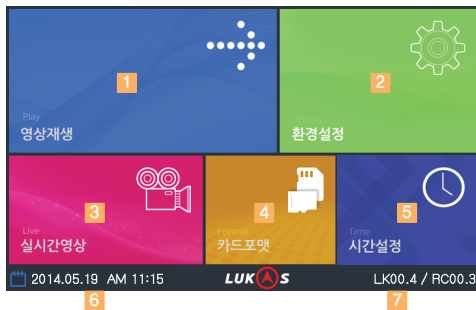 1
Play
영상재생
2
환경설정
3
Live
실시간영상
4
Format
카드포맷
5
Time
시간설정
2014.05.19 AM 11:15
LUKAS
LK00.4 / RC00.3
6
7